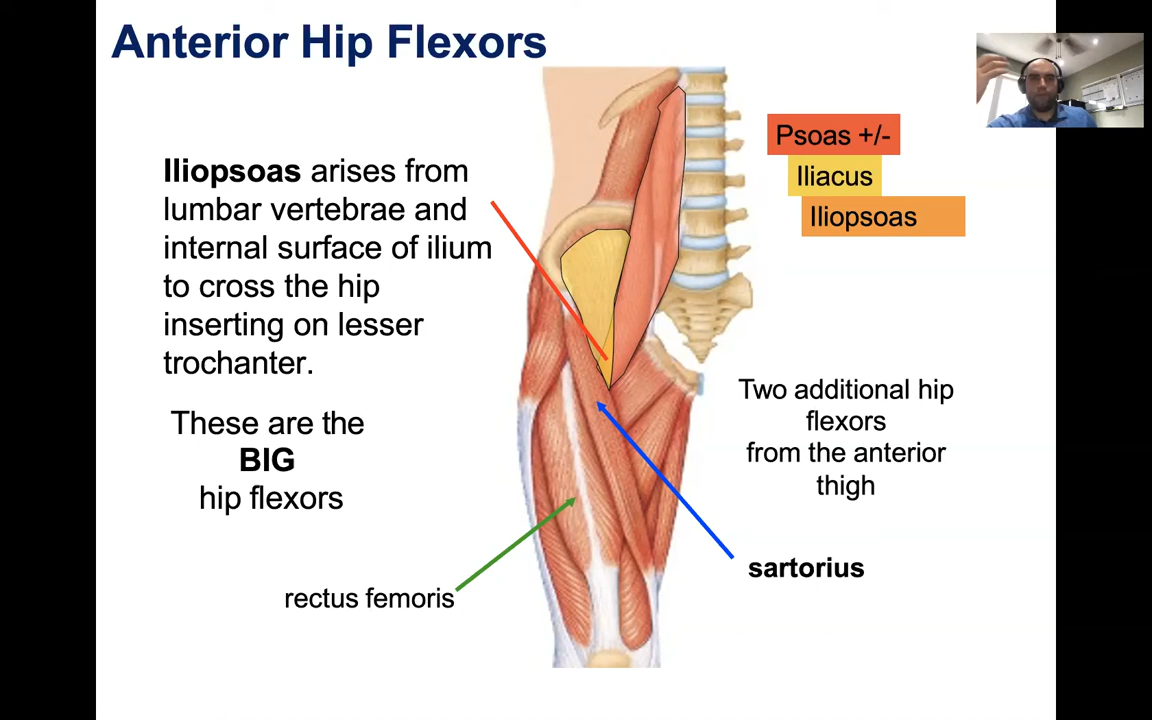 Anterior Hip Flexors
Iliopsoas arises from
lumbar vertebrae and
internal surface of ilium
to cross the hip
inserting on lesser
trochanter.
These are the
BIG
hip flexors
rectus femoris
Psoas +/-
Iliacus
Iliopsoas
Two additional hip
flexors
from the anterior
thigh
sartorius